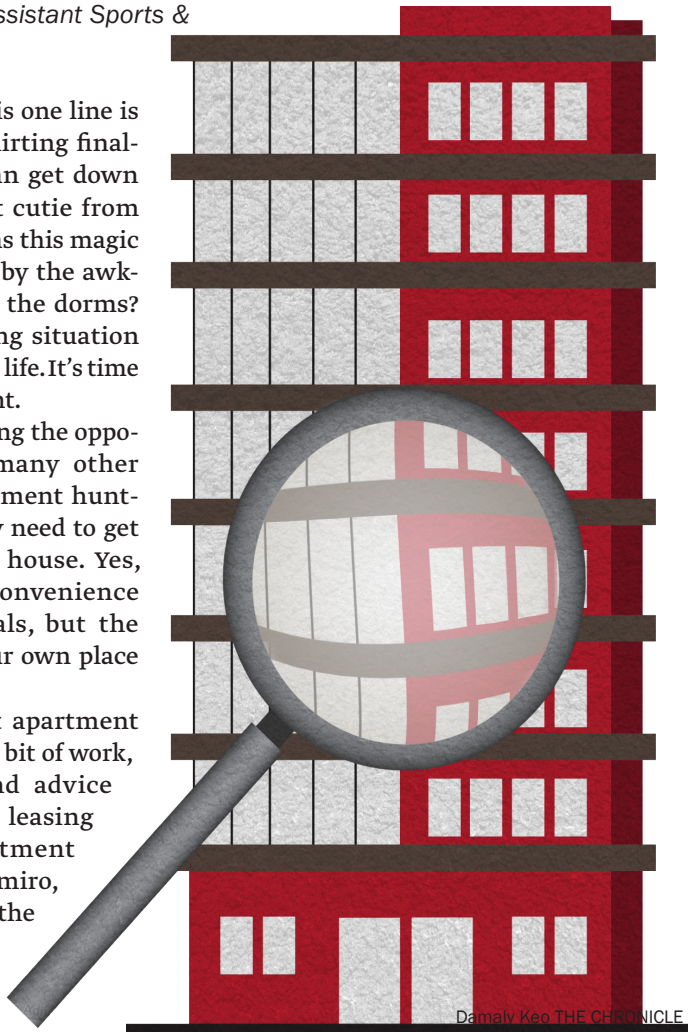 ssistant Sports &
is one line is
irting final-
n get down
t cutie from
s this magic
by the awk-
the dorms?
ng situation
life. It's time
nt.
ng the oppo-
many other
ment hunt-
y need to get
house. Yes,
onvenience
als, but the
ur own place
t apartment
bit of work,
nd advice
leasing
tment
miro,
the
Damaly Keo THE CHRONICLE